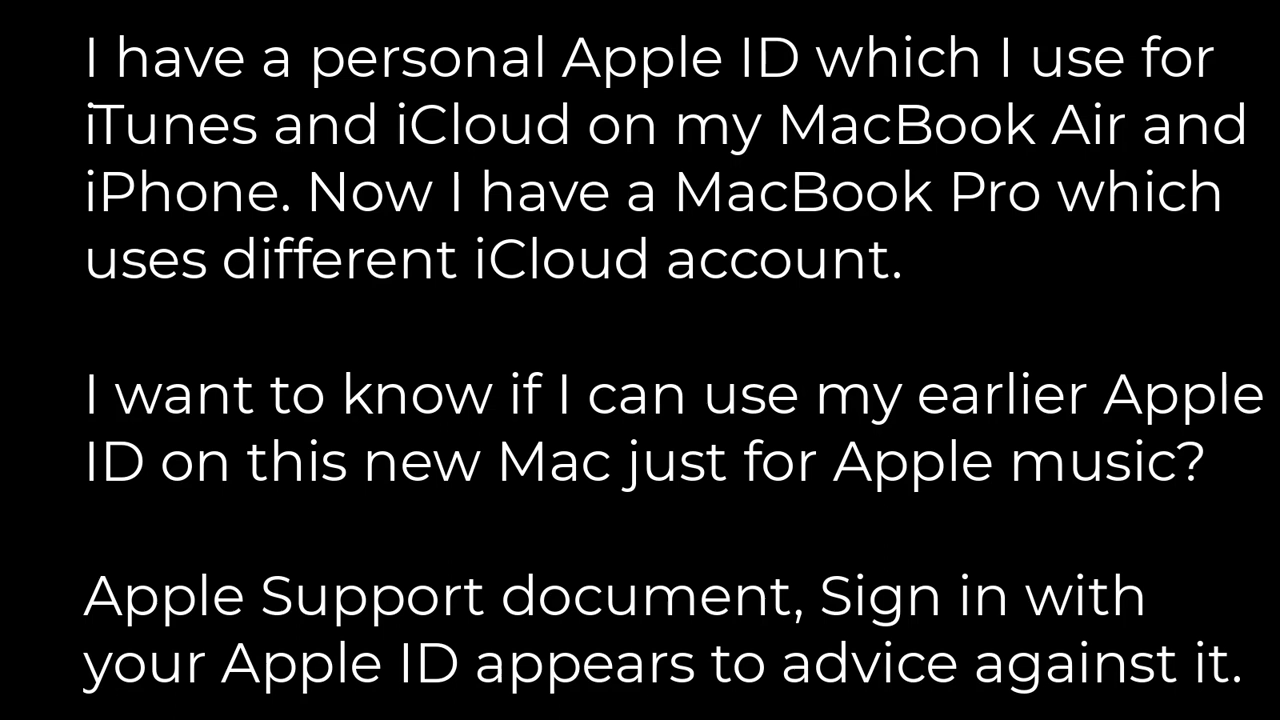 I have a personal Apple ID which I use for
iTunes and iCloud on my MacBook Air and
iPhone. Now I have a MacBook Pro which
uses different iCloud account.
I want to know if I can use my earlier Apple
ID on this new Mac just for Apple music?
Apple Support document, Sign in with
your Apple ID appears to advice against it.